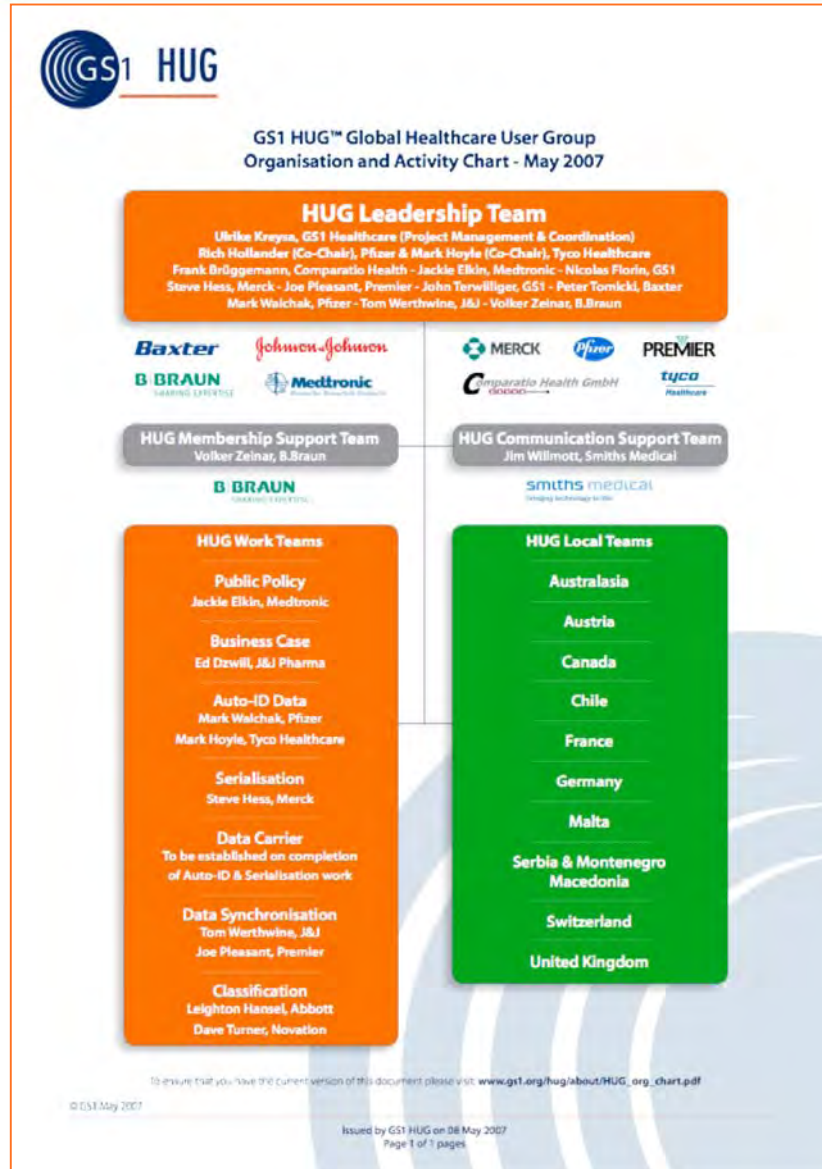 GS1 HUG
GS1 HUG™ Global Healthcare User Group
Organisation and Activity Chart - May 2007
HUG Leadership Team
Ulrike Kreysa, GS1 Healthcare (Project Management & Coordination)
Rich Hollander (Co-Chair), Pfizer & Mark Hoyle (Co-Chair), Tyco Healthcare
Frank Brüggemann, Comparatio Health - Jackie Elkin, Medtronic - Nicolas Florin, GS1
Steve Hess, Merck - Joe Pleasant, Premier - John Terwilliger, GS1 - Peter Tomicki, Baxter
Mark Walchak, Pfizer - Tom Werthwine, J&J - Volker Zeinar, B.Braun
Baxter Johnson & Johnson MERCK Pfizer PREMIER
B|BRAUN Medtronic Comparatio Health GmbH tyco
SHARING EXPERTISE Healthcare
HUG Membership Support Team
Volker Zeinar, B.Braun
HUG Communication Support Team
Jim Willmott, Smiths Medical
B|BRAUN
SHARING EXPERTISE
smiths medical
bringing technology to life
HUG Work Teams
Public Policy
Jackie Elkin, Medtronic
Business Case
Ed Dzwill, J&J Pharma
Auto-ID Data
Mark Walchak, Pfizer
Mark Hoyle, Tyco Healthcare
Serialisation
Steve Hess, Merck
Data Carrier
To be established on completion
of Auto-ID & Serialisation work
Data Synchronisation
Tom Werthwine, J&J
Joe Pleasant, Premier
Classification
Leighton Hansel, Abbott
Dave Turner, Novation
HUG Local Teams
Australasia
Austria
Canada
Chile
France
Germany
Malta
Serbia & Montenegro
Macedonia
Switzerland
United Kingdom
To ensure that you have the current version of this document please visit: www.gs1.org/hug/about/HUG_org_chart.pdf
© GS1 May 2007
Issued by GS1 HUG on 08 May 2007
Page 1 of 1 pages